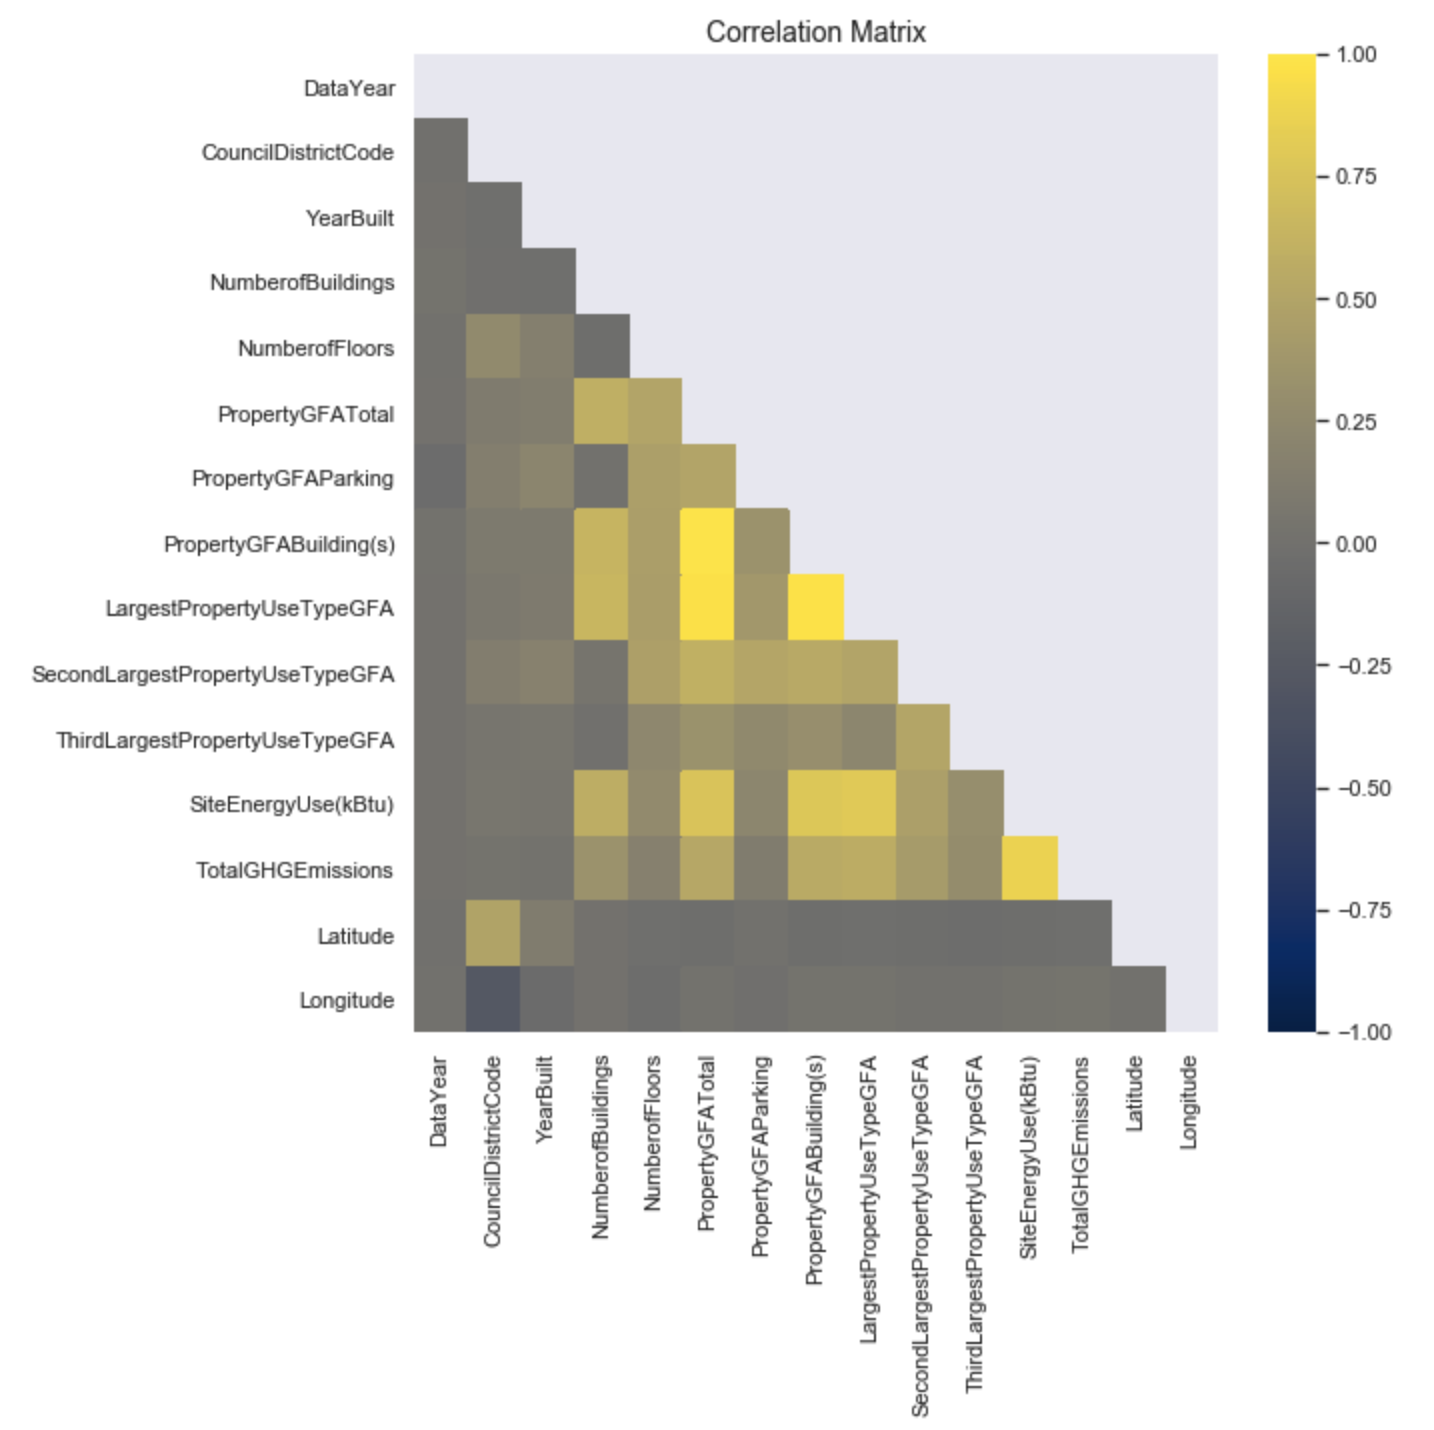 Correlation Matrix
DataYear
CouncilDistrictCode
YearBuilt
NumberofBuildings
NumberofFloors
PropertyGFATotal
PropertyGFAParking
PropertyGFABuilding(s)
LargestPropertyUseTypeGFA
SecondLargestPropertyUseTypeGFA
ThirdLargestPropertyUseTypeGFA
SiteEnergyUse(kBtu)
TotalGHGEmissions
Latitude
Longitude
DataYear
CouncilDistrictCode
YearBuilt
NumberofBuildings
NumberofFloors
PropertyGFATotal
PropertyGFAParking
PropertyGFABuilding(s)
LargestPropertyUseTypeGFA
SecondLargestPropertyUseTypeGFA
ThirdLargestPropertyUseTypeGFA
SiteEnergyUse(kBtu)
TotalGHGEmissions
Latitude
Longitude
1.00
0.75
0.50
0.25
0.00
−0.25
−0.50
−0.75
−1.00